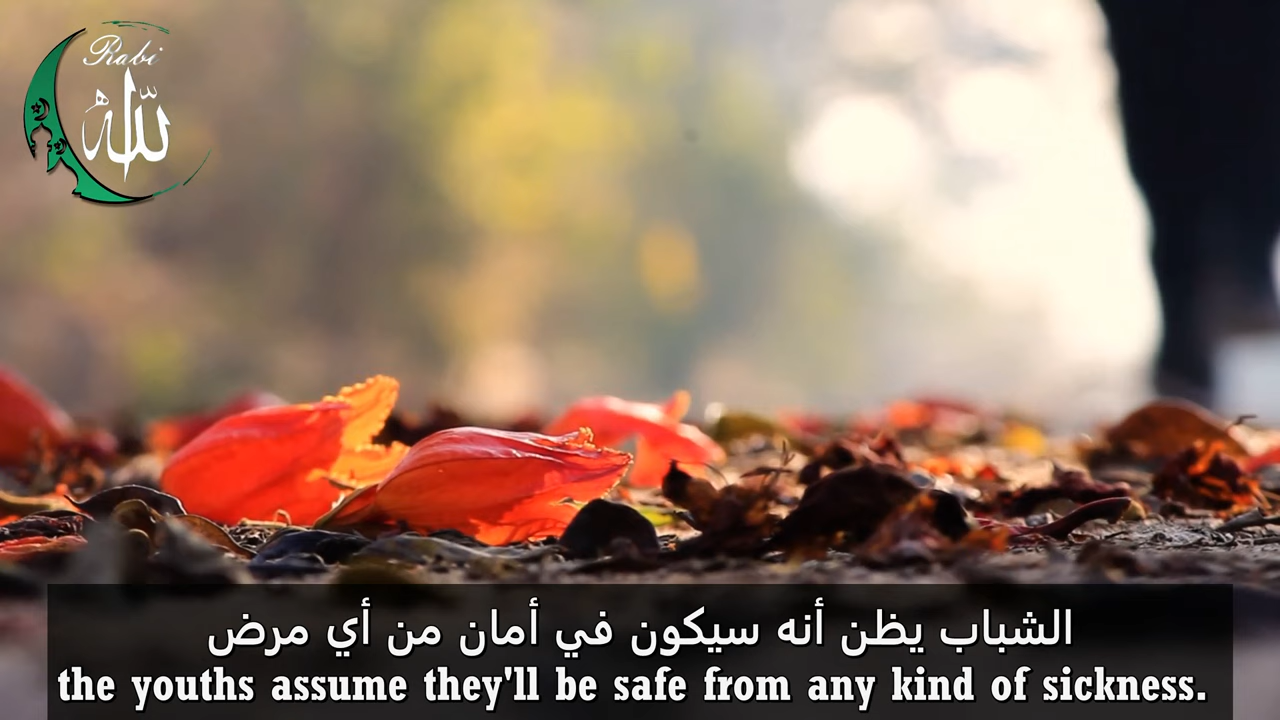 Rabi
الله
الشباب يظن أنه سيكون في أمان من أي مرض
the youths assume they'll be safe from any kind of sickness.